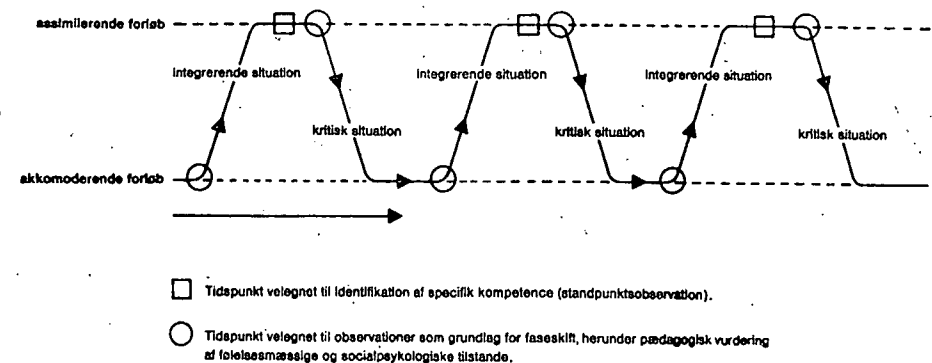 assimilerende forløb
Integrerende situation
Integrerende situation
Integrerende situation
kritisk situation
kritisk situation
kritisk situation
akkomoderende forløb
Tidspunkt velegnet til identifikation af specifik kompetence (standpunktsobservation).
Tidspunkt velegnet til observationer som grundlag for faseskift, herunder pædagogisk vurdering
af følelsesmæssige og socialpsykologiske tilstande.